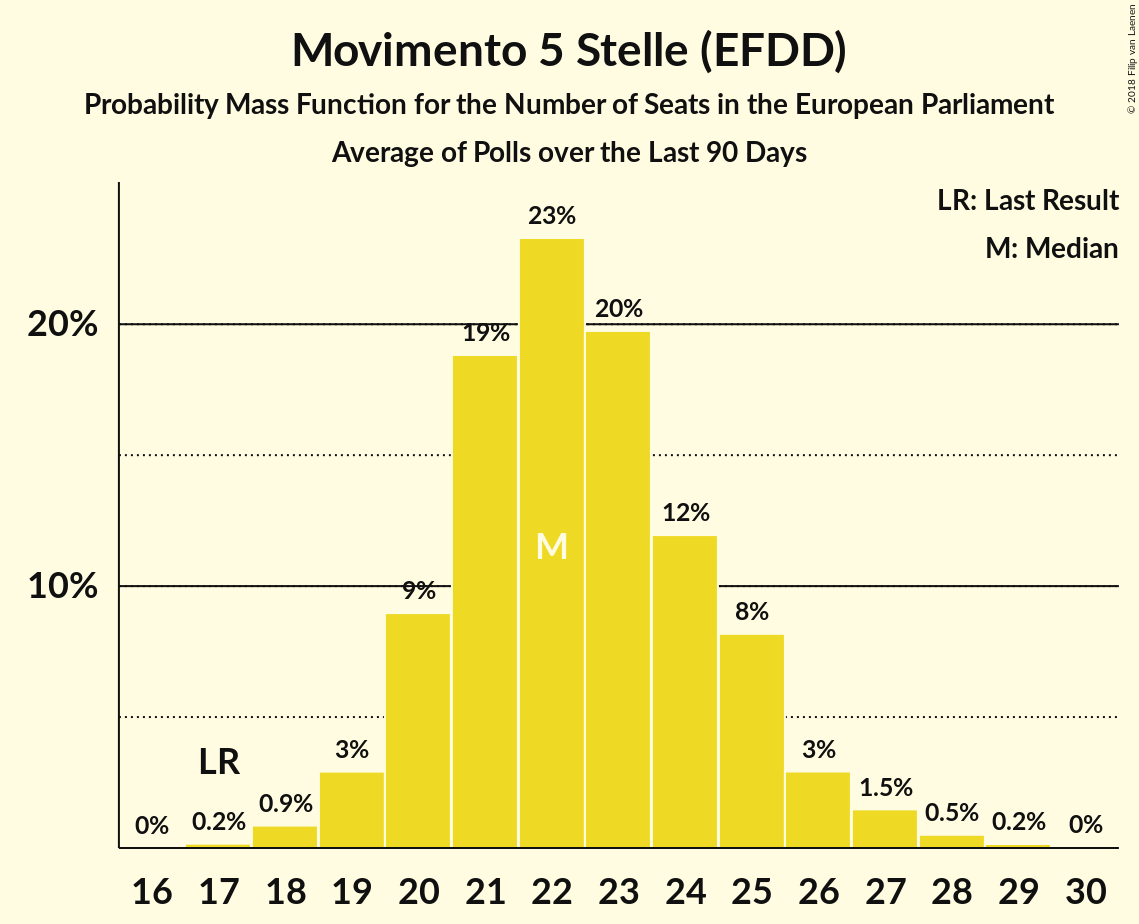 Movimento 5 Stelle (EFDD)
Probability Mass Function for the Number of Seats in the European Parliament
Average of Polls over the Last 90 Days
© 2018 Filip van Laenen
LR: Last Result
M: Median
23%
20%
20%
19%
12%
M
10%
9%
8%
LR
3%
3%
1.5%
0.9%
0.5%
0%
0.2%
0.2%
0%
16 17 18 19 20 21 22 23 24 25 26 27 28 29 30